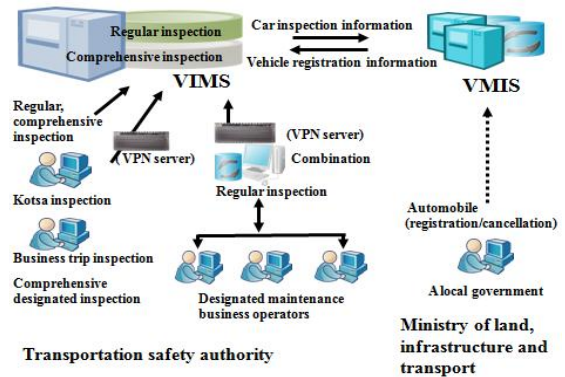 Regular inspection
Comprehensive inspection
VIMS
Car inspection information
Vehicle registration information
VMIS
Regular,
comprehensive
inspection
(VPN server)
(VPN server)
Combination
Regular inspection
Kotsa inspection
Business trip inspection
Comprehensive
designated inspection
Designated maintenance
business operators
Automobile
(registration/cancellation)
A local government
Transportation safety authority
Ministry of land,
infrastructure and
transport